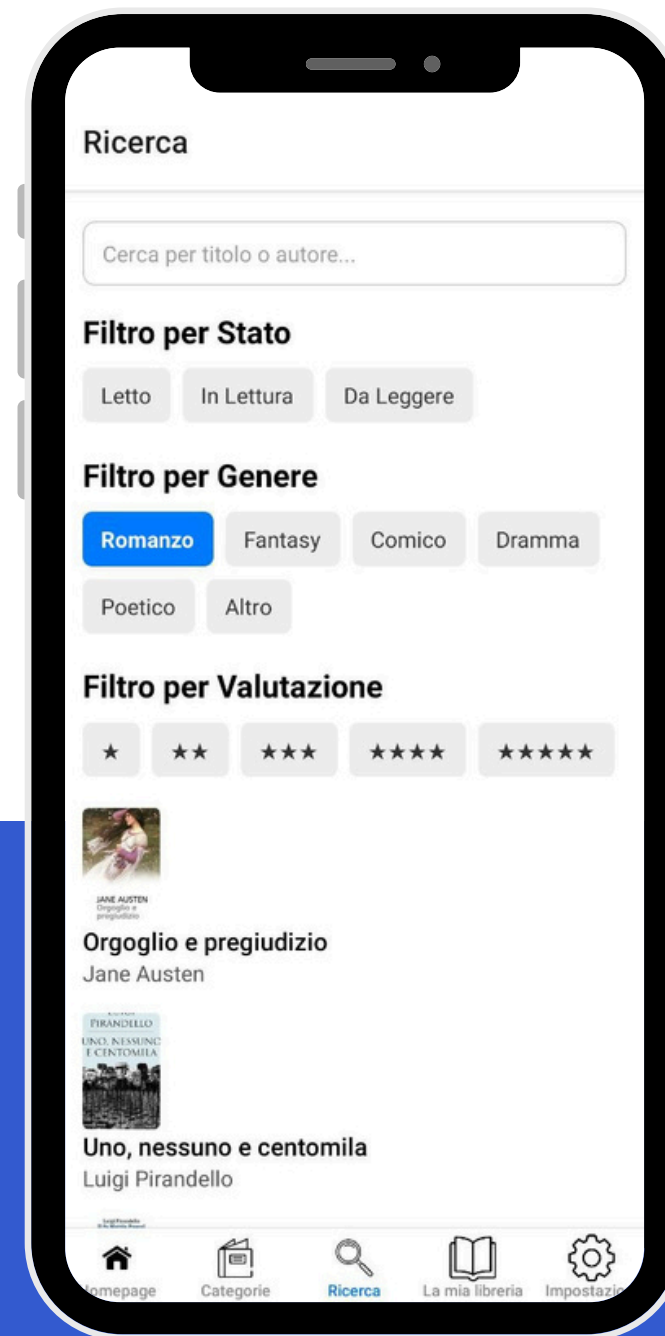 Ricerca
Cerca per titolo o autore...
Filtro per Stato
Letto In Lettura Da Leggere
Filtro per Genere
Romanzo Fantasy Comico Dramma
Poetico Altro
Filtro per Valutazione
★ ★★ ★★★ ★★★★ ★★★★★
JANE AUSTEN
Orgoglio e
pregiudizio
Orgoglio e pregiudizio
Jane Austen
PIRANDELLO
UNO, NESSUNO
E CENTOMILA
Uno, nessuno e centomila
Luigi Pirandello
Luigi Pirandello
omepage Categorie Ricerca La mia libreria Impostazio